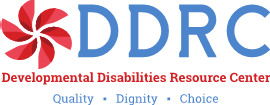 DDRC
Developmental Disabilities Resource Center
Quality • Dignity • Choice